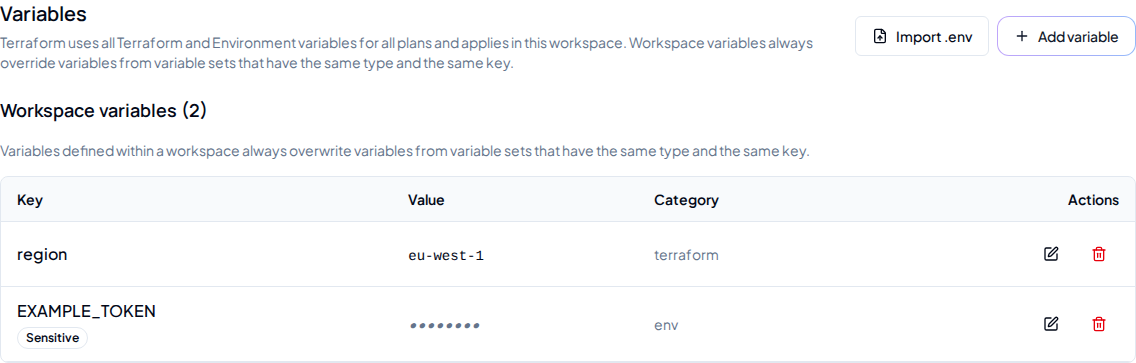 Variables
Terraform uses all Terraform and Environment variables for all plans and applies in this workspace. Workspace variables always
override variables from variable sets that have the same type and the same key.
Import .env
Add variable
Workspace variables (2)
Variables defined within a workspace always overwrite variables from variable sets that have the same type and the same key.
Key Value Category Actions
region eu-west-1 terraform
EXAMPLE_TOKEN •••••••• env
Sensitive